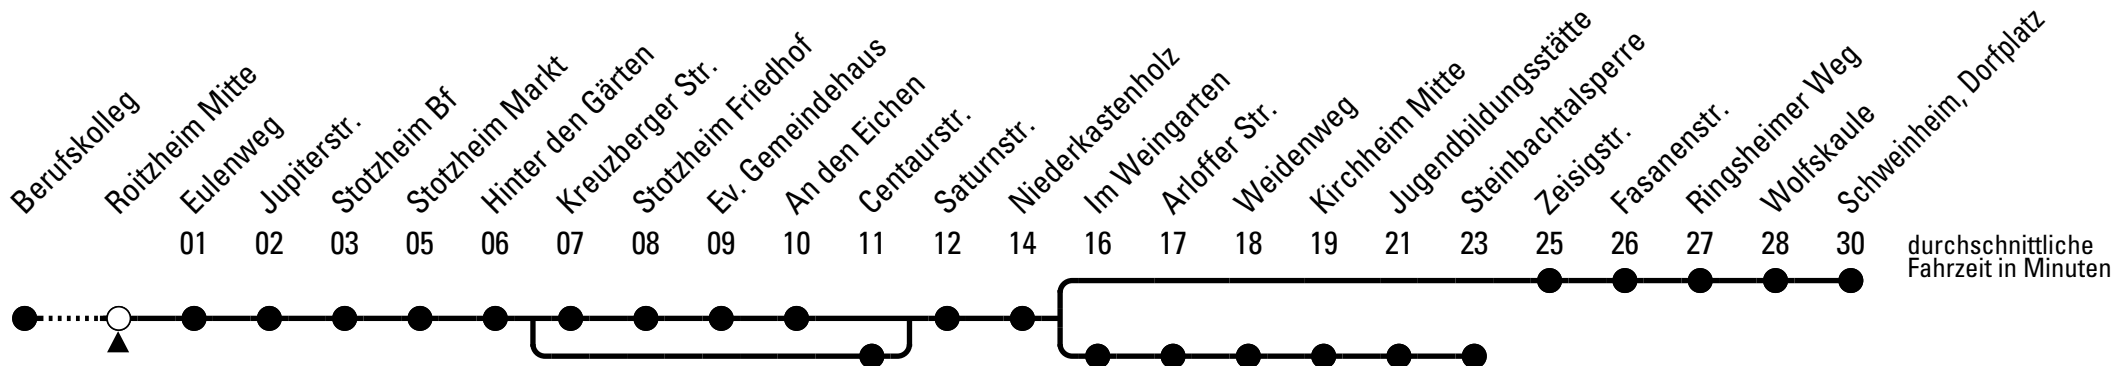 Berufskolleg
Roitzheim Mitte
Eulenweg
Jupiterstr.
Stotzheim Bf
Stotzheim Markt
Hinter den Gärten
Kreuzberger Str.
Stotzheim Friedhof
Ev. Gemeindehaus
An den Eichen
Centaurstr.
Saturnstr.
Niederkastenholz
Im Weingarten
Arloffer Str.
Weidenweg
Kirchheim Mitte
Jugendbildungsstätte
Steinbachtalsperre
Zeisigstr.
Fasanenstr.
Ringsheimer Weg
Wolfskaule
Schweinheim, Dorfplatz
01 02 03 05 06 07 08 09 10 11 12 14 16 17 18 19 21 23 25 26 27 28 30
durchschnittliche
Fahrzeit in Minuten